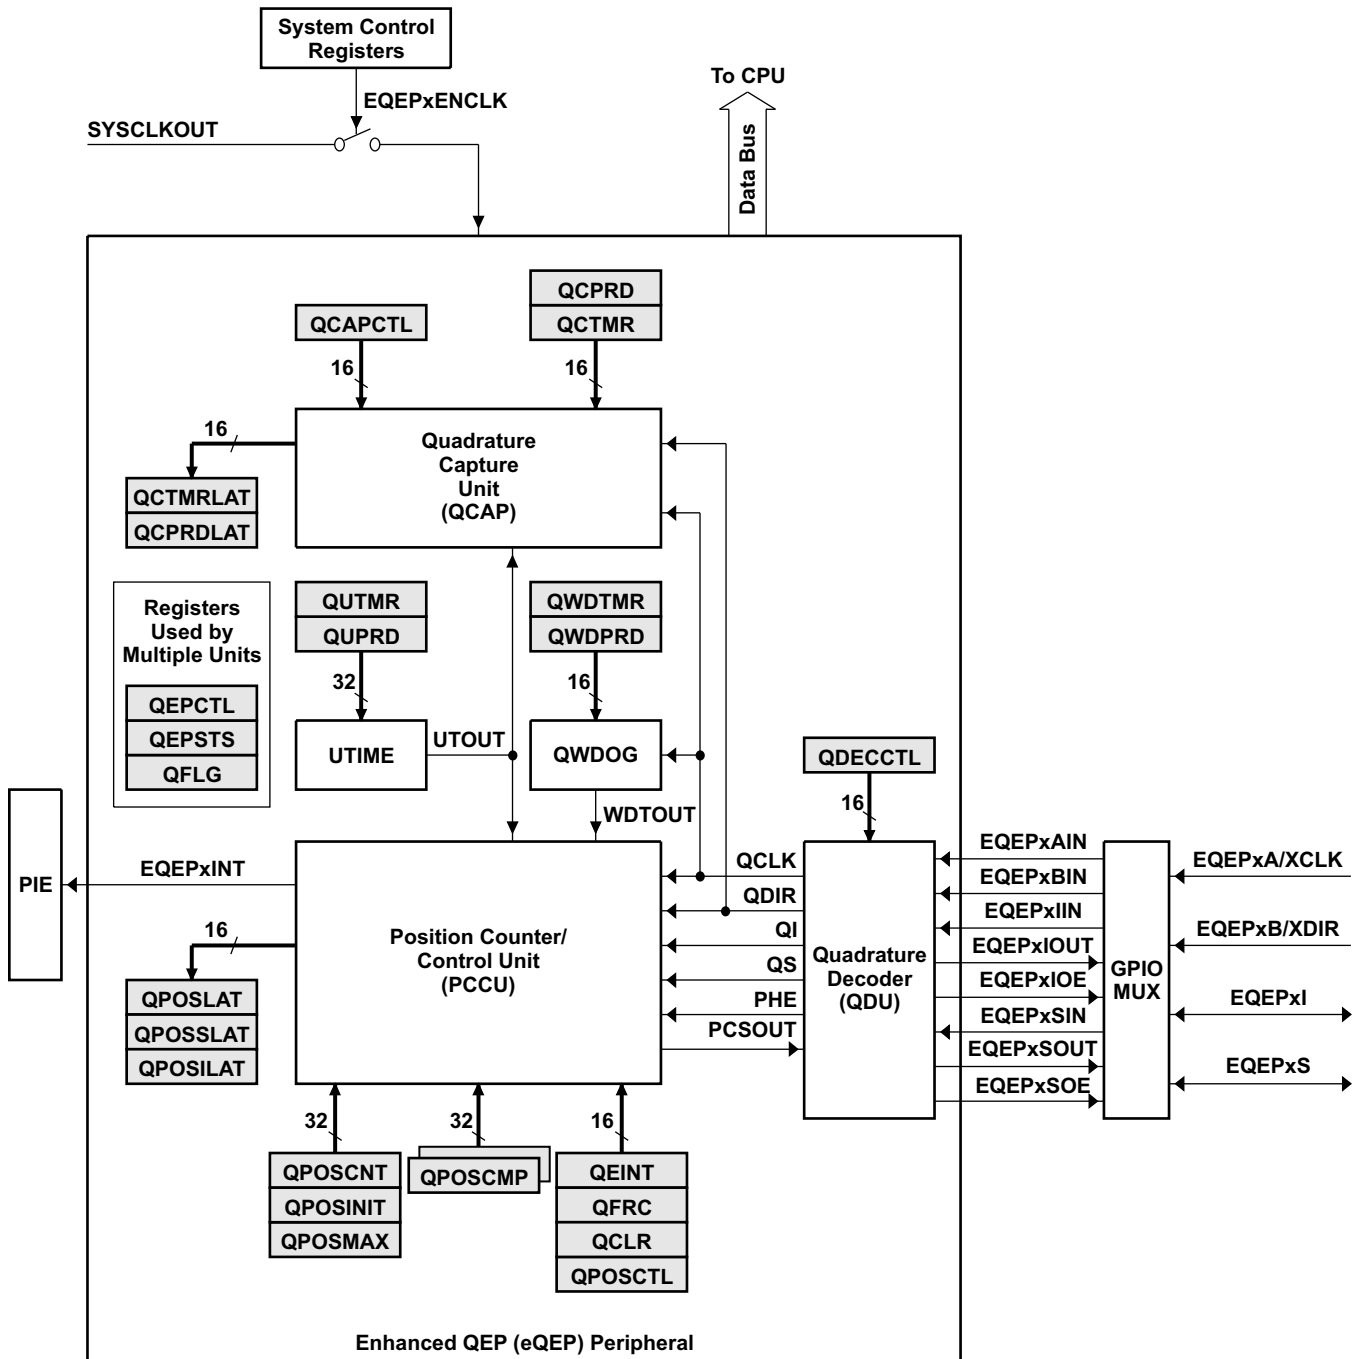 System Control
Registers
To CPU
EQEPxENCLK
SYSCLKOUT
Data Bus
QCPRD
QCAPCTL
QCTMR
16
16
16
Quadrature
Capture
Unit
(QCAP)
QCTMRLAT
QCPRDLAT
Registers
Used by
Multiple Units
QEPCTL
QEPSTS
QFLG
QUTMR
QUPRD
QWDTMR
QWDPRD
32
16
UTIME
UTOUT
QWDOG
QDECCTL
WDTOUT
16
PIE
EQEPxINT
16
Position Counter/
Control Unit
(PCCU)
QCLK
QDIR
QI
QS
PHE
PCSOUT
Quadrature
Decoder
(QDU)
EQEPxAIN
EQEPxBIN
EQEPxIIN
EQEPxIOUT
EQEPxIOE
EQEPxSIN
EQEPxSOUT
EQEPxSOE
GPIO
MUX
EQEPxA/XCLK
EQEPxB/XDIR
EQEPxI
EQEPxS
QPOSLAT
QPOSSLAT
QPOSILAT
32
32
16
QPOSCNT
QPOSINIT
QPOSMAX
QPOSCMP
QEINT
QFRC
QCLR
QPOSCTL
Enhanced QEP (eQEP) Peripheral